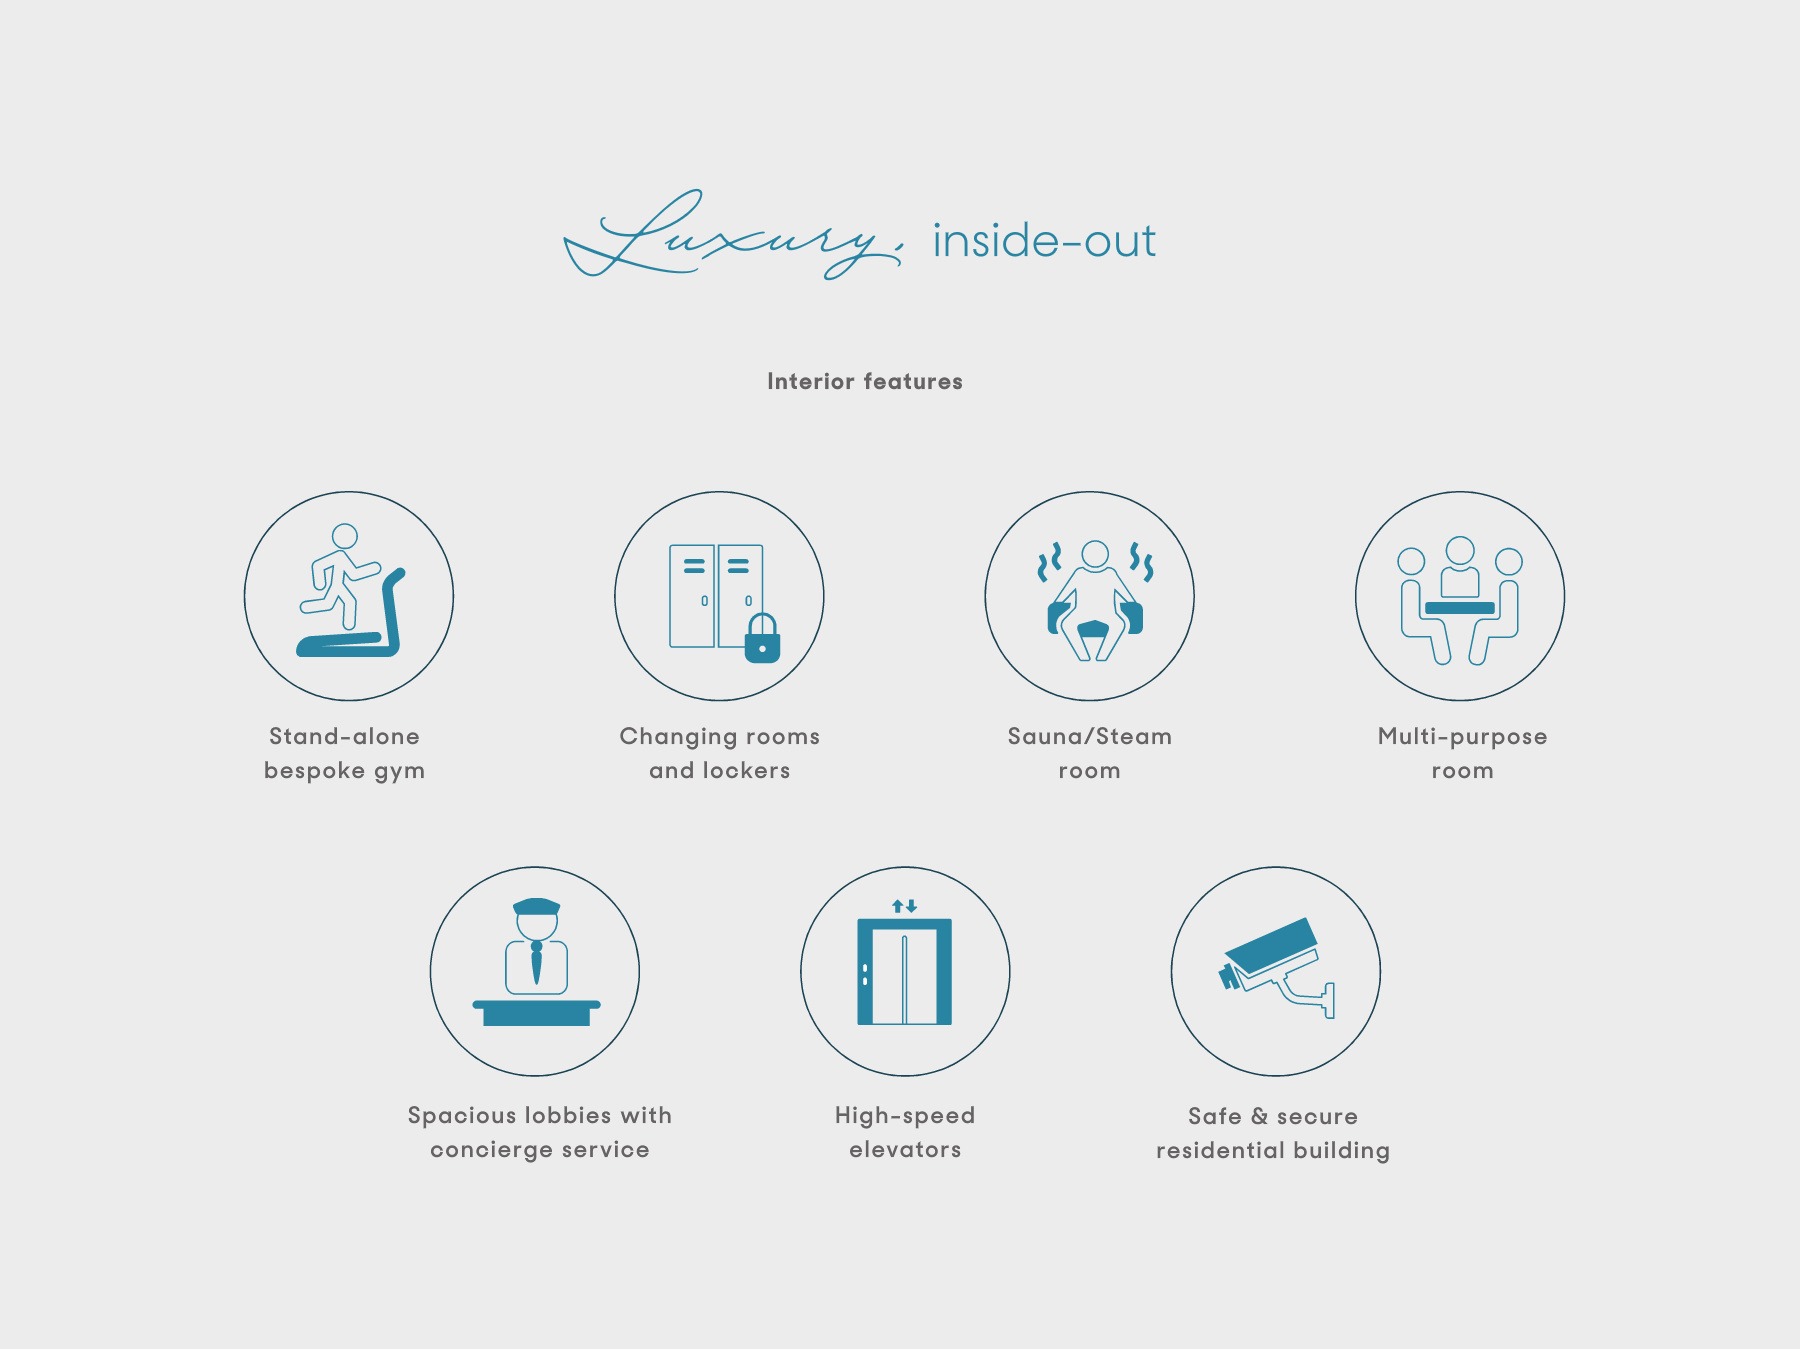 Luxury, inside-out
Interior features
Stand-alone
bespoke gym
Changing rooms
and lockers
Sauna/Steam
room
Multi-purpose
room
Spacious lobbies with
concierge service
High-speed
elevators
Safe & secure
residential building